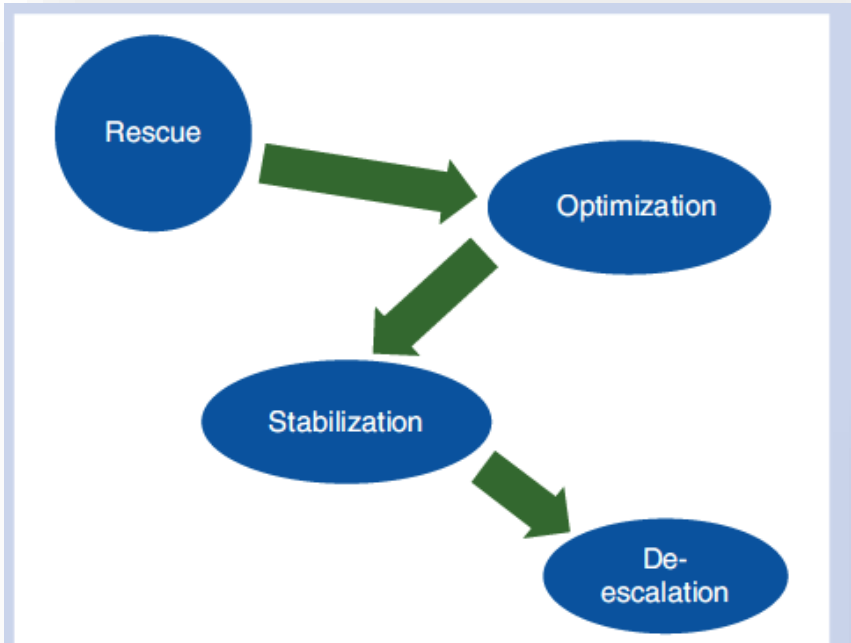 Rescue
Optimization
Stabilization
De-
escalation